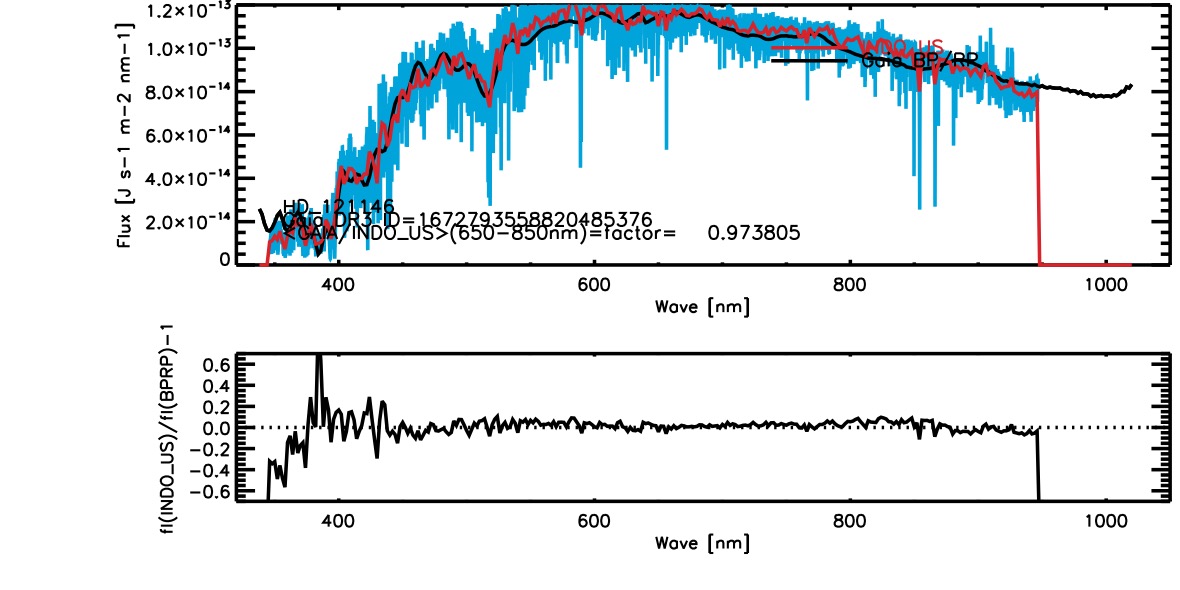 1.2×10−13
1.0×10−13
8.0×10−14
6.0×10−14
4.0×10−14
2.0×10−14
0
Flux [J s−1 m−2 nm−1]
Gaia BP/RP
HD_121146
Gaia DR3 ID=1672793558820485376
<GAIA/INDO_US>(650−850nm)=factor= 0.973805
400 600 800 1000
Wave [nm]
fl(INDO_US)/fl(BPRP)−1
0.6
0.4
0.2
0.0
−0.2
−0.4
−0.6
400 600 800 1000
Wave [nm]